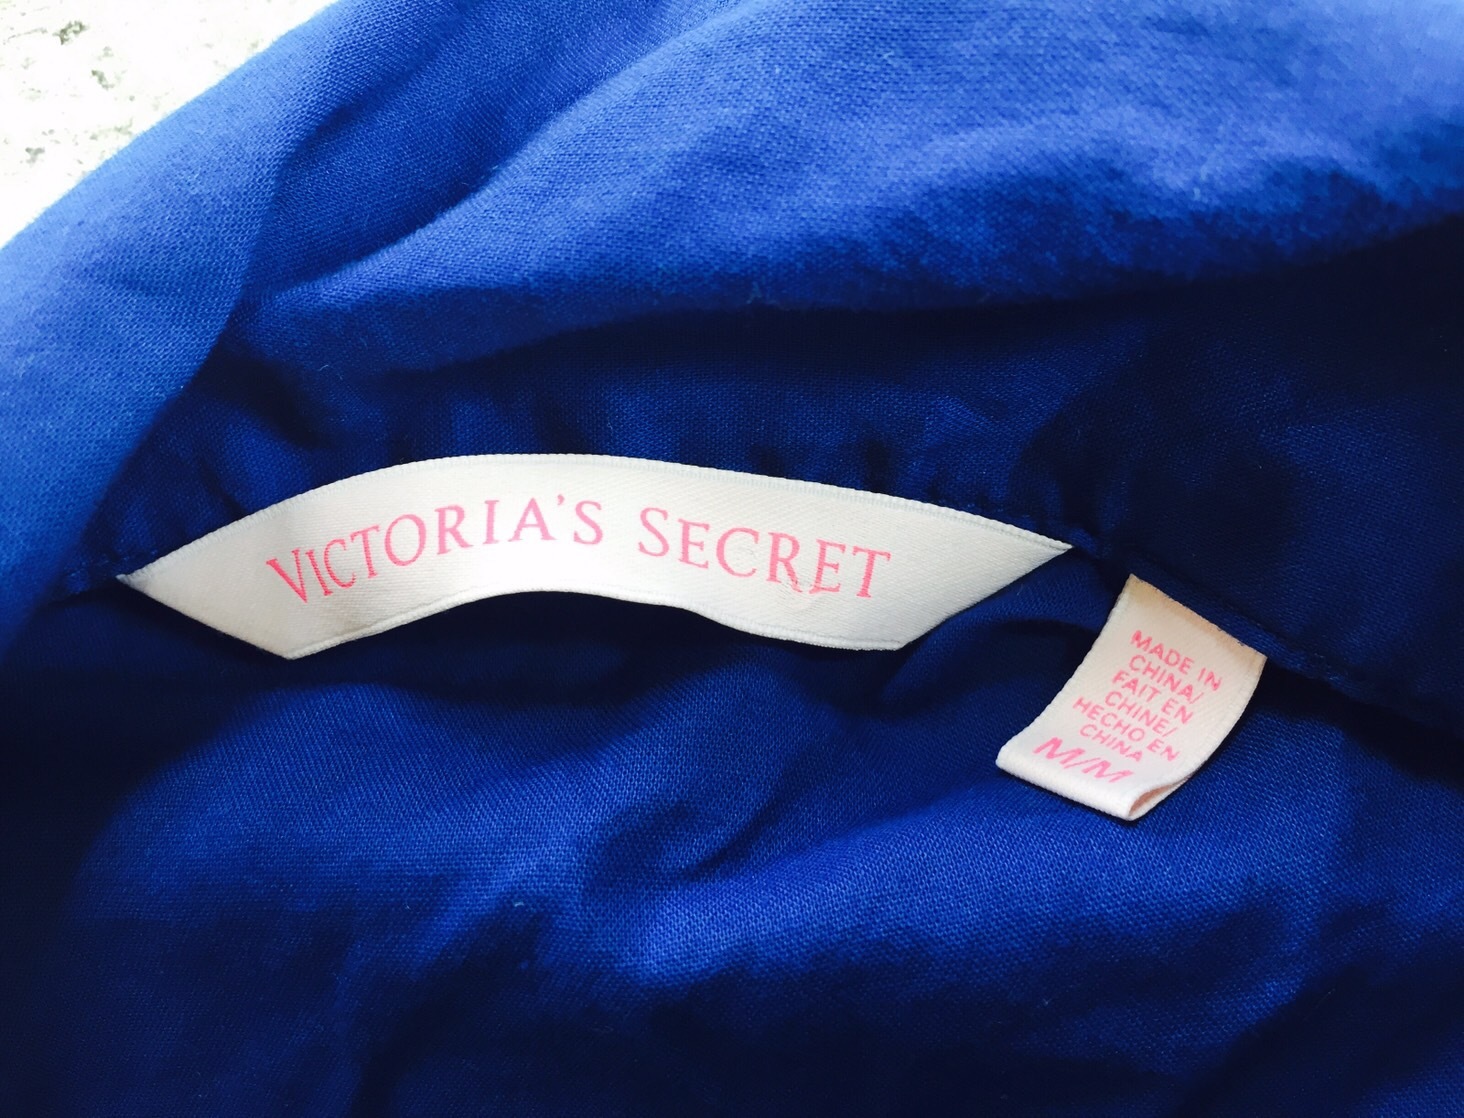 VICTORIA'S SECRET
MADE IN
CHINA/
FAIT EN
CHINE/
HECHO EN
CHINA
M/M